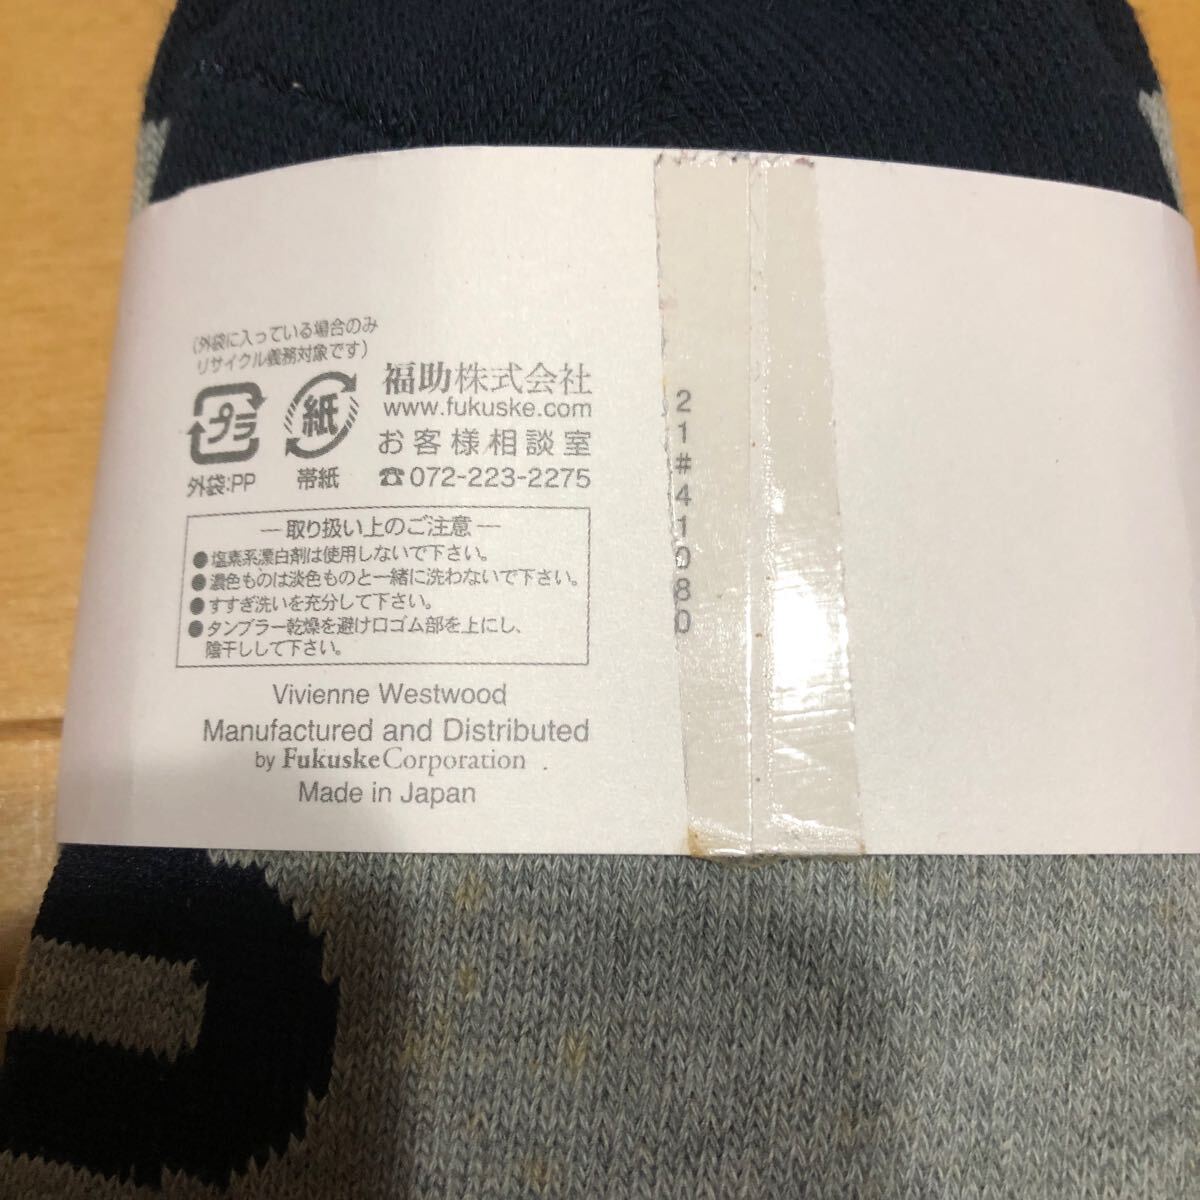 (外袋に入っている場合のみ
リサイクル義務対象です)
プラ
外袋:PP
紙
帯紙
福助株式会社
www.fukuske.com
お客様相談室
☎072-223-2275
―取り扱い上のご注意―
●塩素系漂白剤は使用しないで下さい。
●濃色ものは淡色ものと一緒に洗わないで下さい。
●すすぎ洗いを充分して下さい。
●タンブラー乾燥を避け口ゴム部を上にし、
陰干しして下さい。
Vivienne Westwood
Manufactured and Distributed
by Fukuske Corporation .
Made in Japan
21#41080